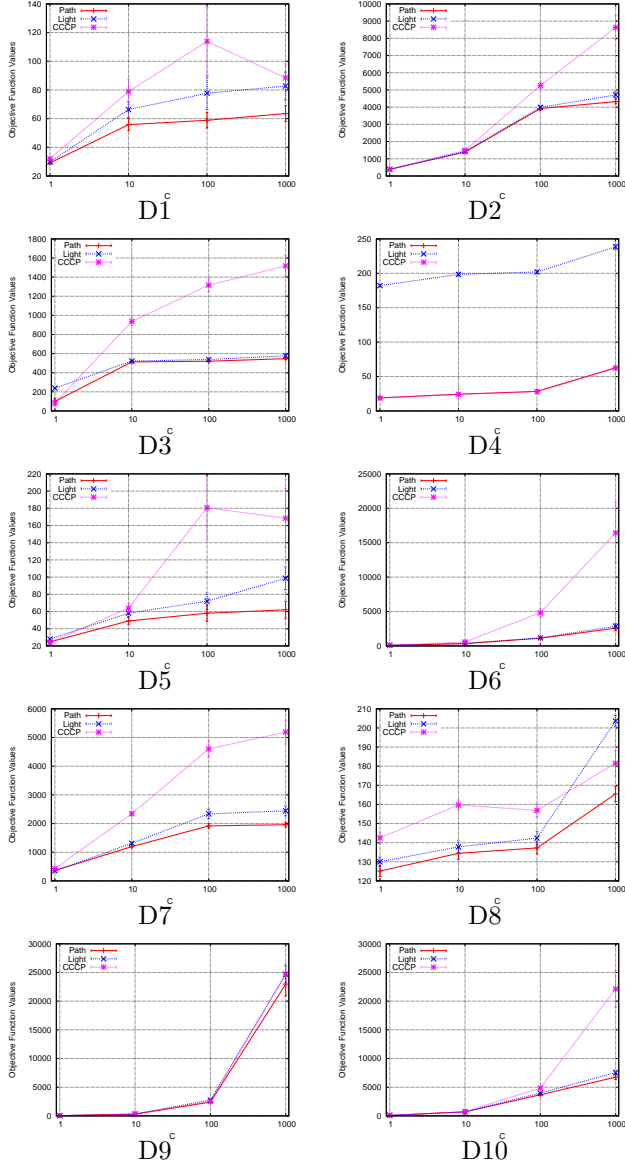 140
120
100
80
60
40
20
1
10
100
1000
Objective Function Values
C
Path
Light
CCCP
D1
10000
9000
8000
7000
6000
5000
4000
3000
2000
1000
0
1
10
100
1000
Objective Function Values
C
Path
Light
CCCP
D2
1800
1600
1400
1200
1000
800
600
400
200
0
1
10
100
1000
Objective Function Values
C
Path
Light
CCCP
D3
250
200
150
100
50
0
1
10
100
1000
Objective Function Values
C
Path
Light
CCCP
D4
220
200
180
160
140
120
100
80
60
40
20
1
10
100
1000
Objective Function Values
C
Path
Light
CCCP
D5
25000
20000
15000
10000
5000
0
1
10
100
1000
Objective Function Values
C
Path
Light
CCCP
D6
6000
5000
4000
3000
2000
1000
0
1
10
100
1000
Objective Function Values
C
Path
Light
CCCP
D7
210
200
190
180
170
160
150
140
130
120
1
10
100
1000
Objective Function Values
C
Path
Light
CCCP
D8
30000
25000
20000
15000
10000
5000
0
1
10
100
1000
Objective Function Values
C
Path
Light
CCCP
D9
30000
25000
20000
15000
10000
5000
0
1
10
100
1000
Objective Function Values
C
Path
Light
CCCP
D10